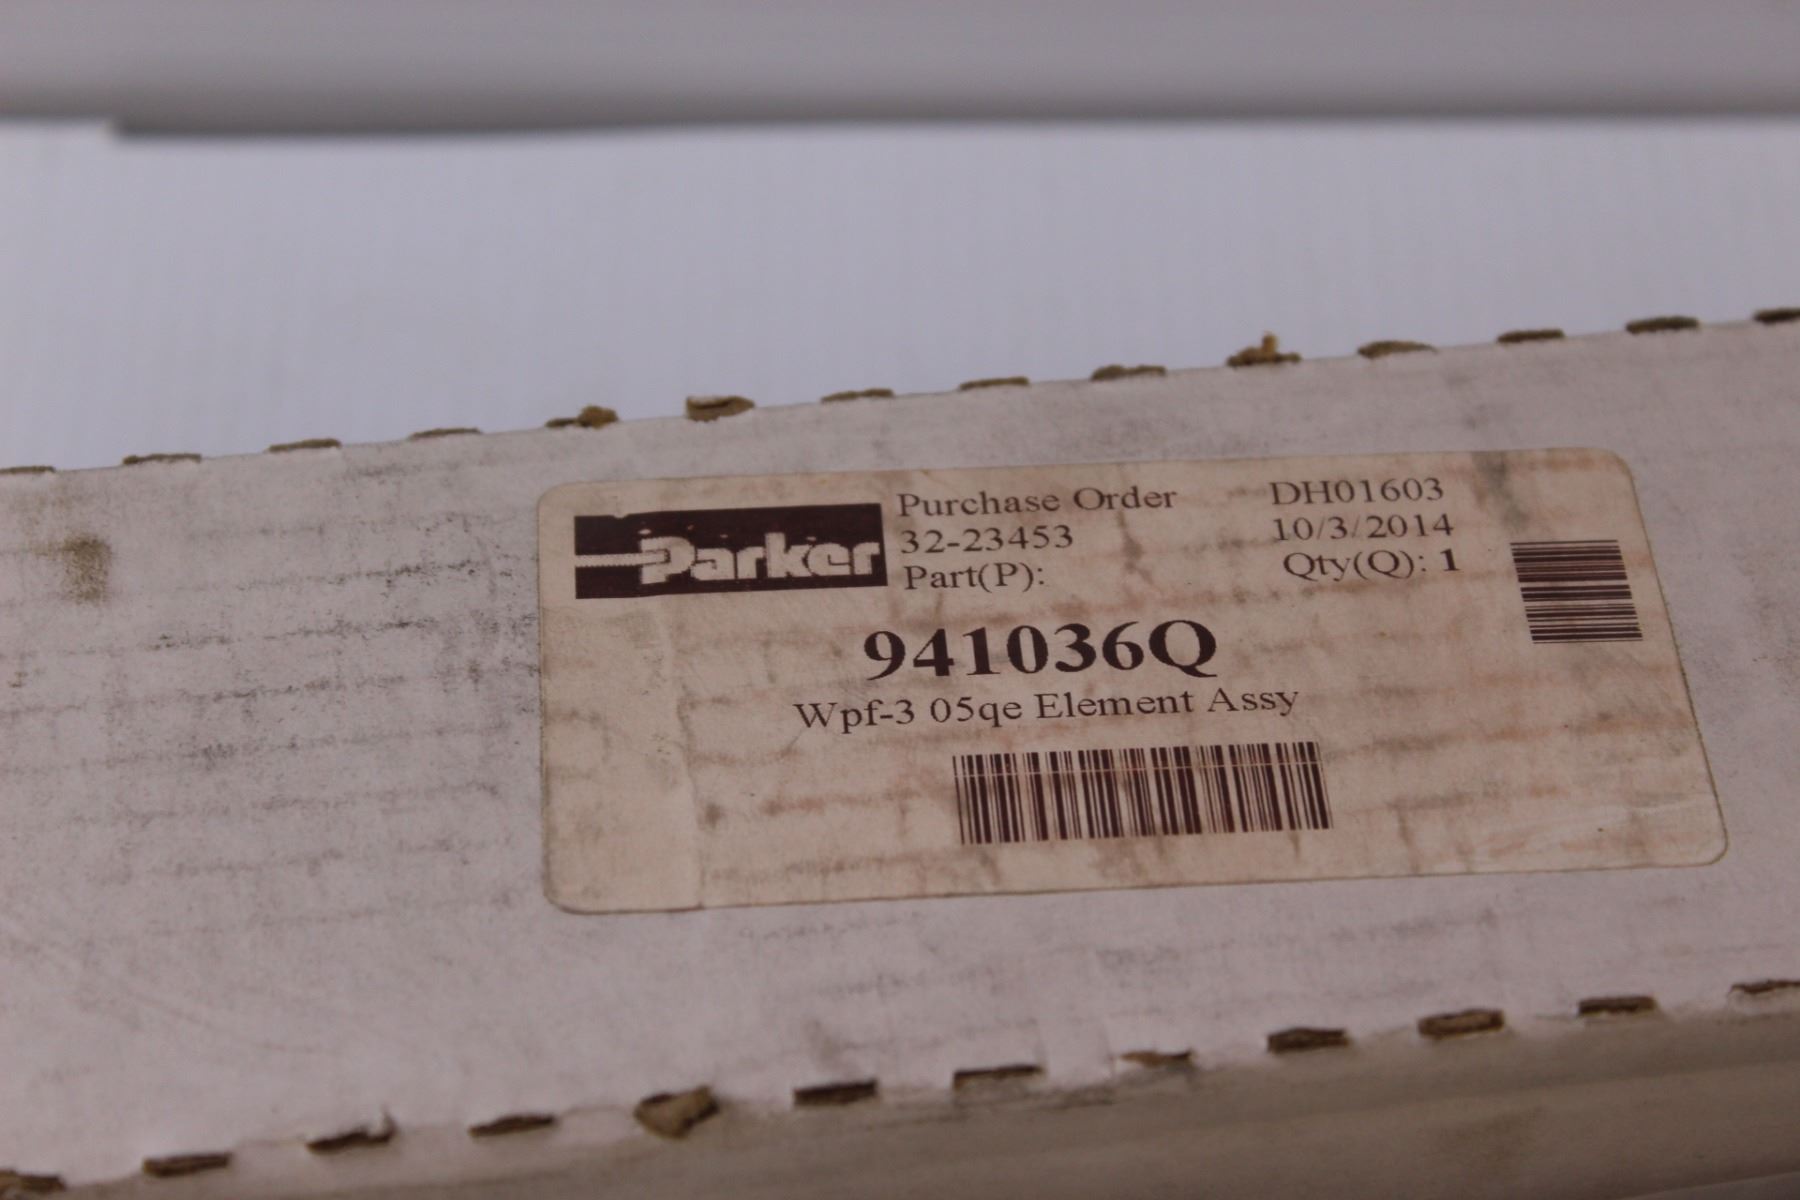 Parker
Purchase Order DH01603
32-23453 10/3/2014
Part(P): Qty(Q): 1
941036Q
Wpf-3 05qe Element Assy